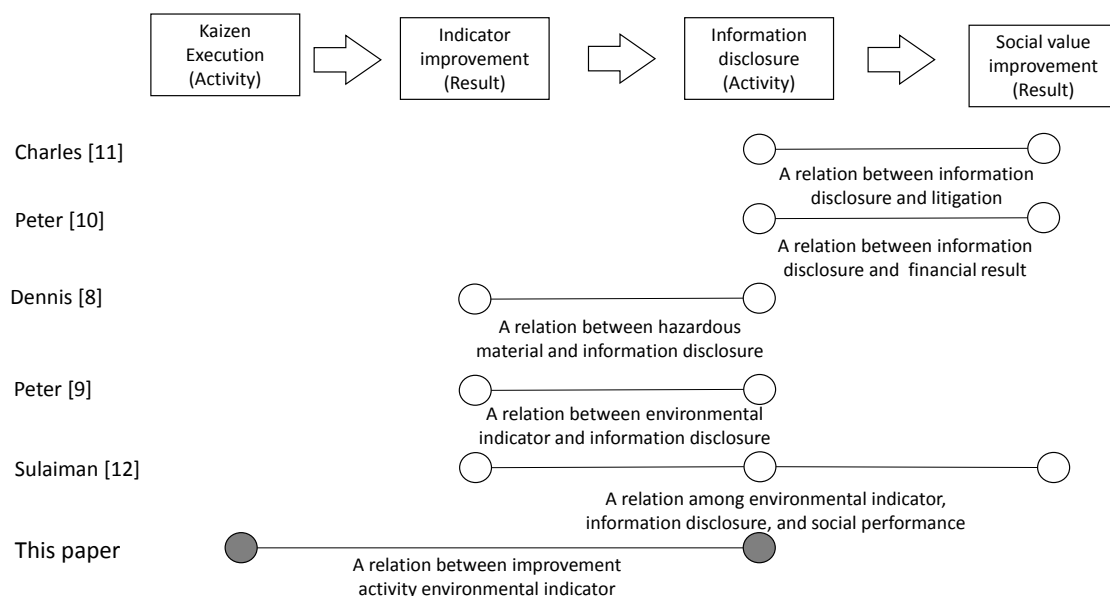 Kaizen
Execution
(Activity)
Indicator
improvement
(Result)
Information
disclosure
(Activity)
Social value
improvement
(Result)
Charles [11]
A relation between information
disclosure and litigation
Peter [10]
A relation between information
disclosure and financial result
Dennis [8]
A relation between hazardous
material and information disclosure
Peter [9]
A relation between environmental
indicator and information disclosure
Sulaiman [12]
A relation among environmental indicator,
information disclosure, and social performance
This paper
A relation between improvement
activity environmental indicator